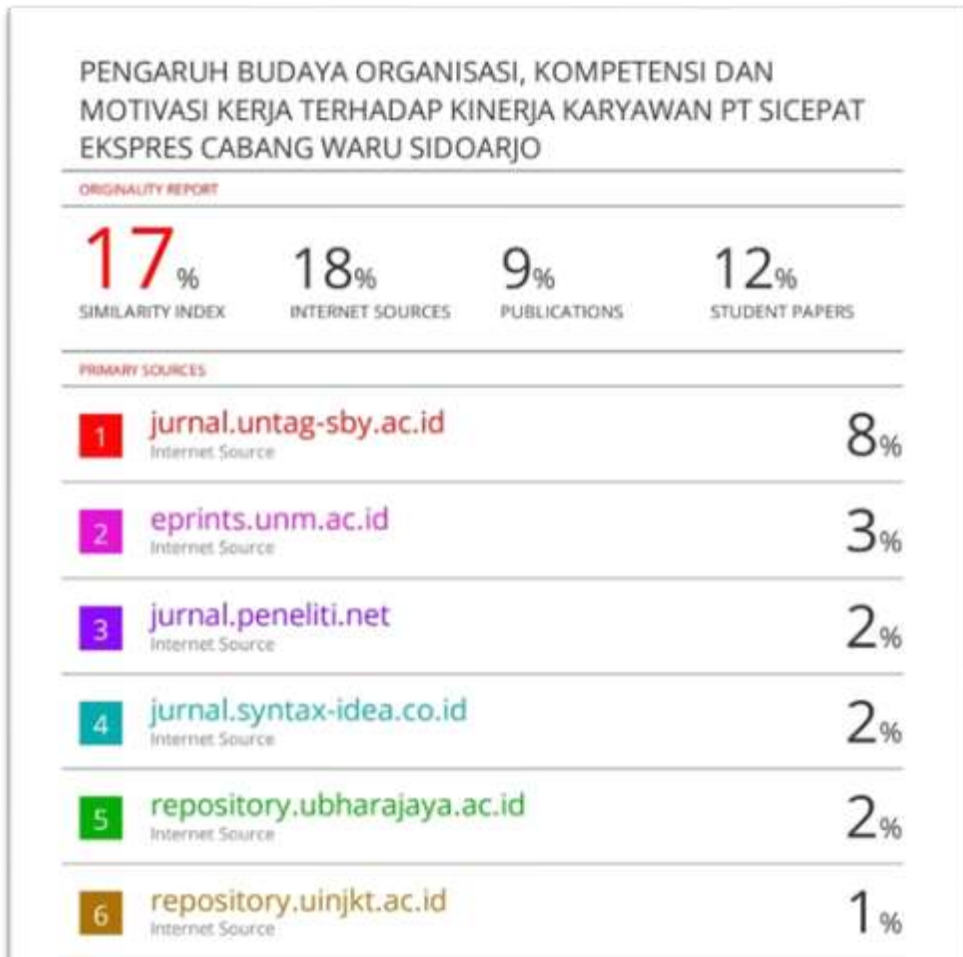 PENGARUH BUDAYA ORGANISASI, KOMPETENSI DAN
MOTIVASI KERJA TERHADAP KINERJA KARYAWAN PT SICEPAT
EKSPRES CABANG WARU SIDOARJO
ORIGINALITY REPORT
17% 18% 9% 12%
SIMILARITY INDEX INTERNET SOURCES PUBLICATIONS STUDENT PAPERS
PRIMARY SOURCES
1 jurnal.untag-sby.ac.id 8%
Internet Source
2 eprints.unm.ac.id 3%
Internet Source
3 jurnal.peneliti.net 2%
Internet Source
4 jurnal.syntax-idea.co.id 2%
Internet Source
5 repository.ubharajaya.ac.id 2%
Internet Source
6 repository.uinjkt.ac.id 1%
Internet Source